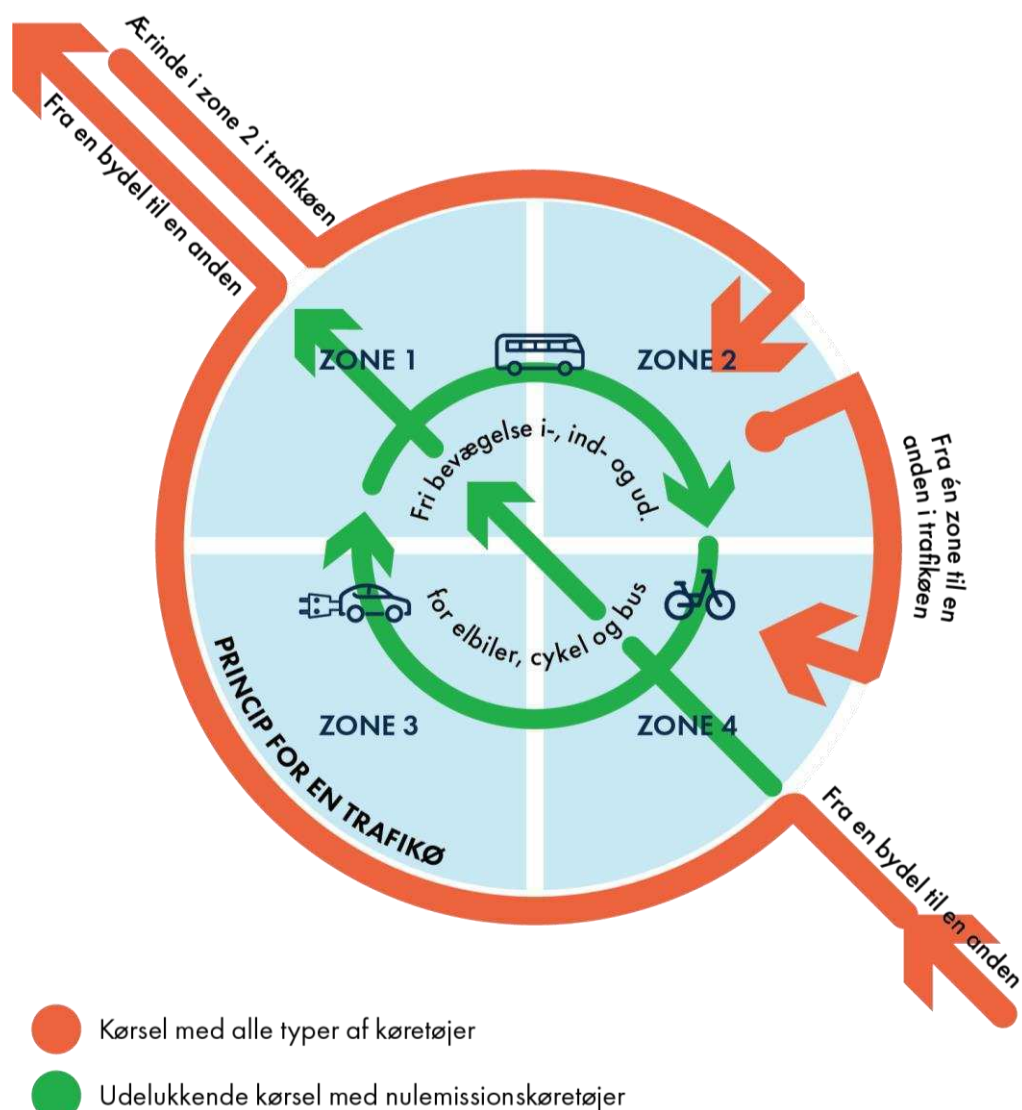 Ærinde i zone 2 i trafikøen
Fra en bydel til en anden
ZONE 1
ZONE 2
Fri bevægelse i-, ind- og ud.
for elbiler, cykel og bus
Fra én zone til en
anden i trafikøen
ZONE 3
ZONE 4
PRINCIP FOR EN TRAFIKØ
Fra en bydel til en anden
Kørsel med alle typer af køretøjer
Udelukkende kørsel med nulemissionskøretøjer